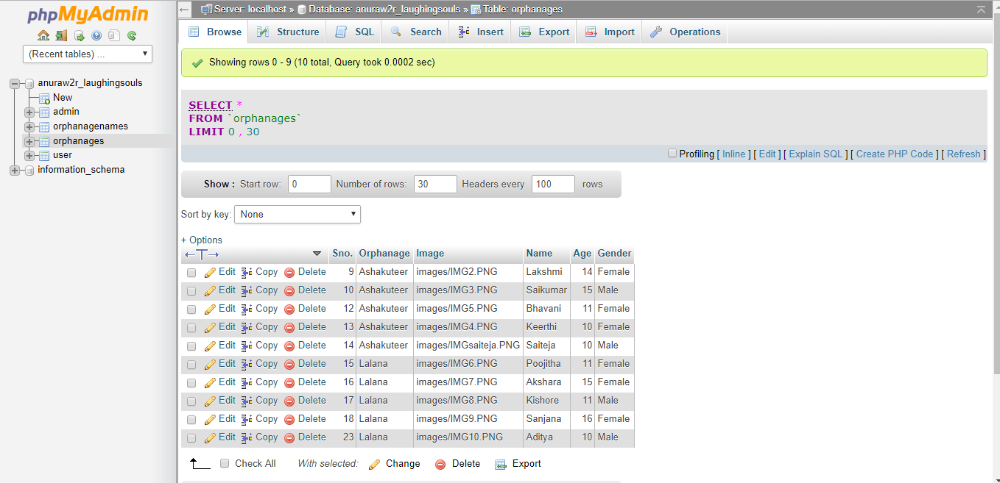 phpMyAdmin
(Recent tables) ...
anuraw2r_laughingsouls
New
admin
orphanagenames
orphanages
user
information_schema
Server: localhost » Database: anuraw2r_laughingsouls » Table: orphanages
Browse Structure SQL Search Insert Export Import Operations
Showing rows 0 - 9 (10 total, Query took 0.0002 sec)
SELECT *
FROM `orphanages`
LIMIT 0 , 30
Profiling [ Inline ] [ Edit ] [ Explain SQL ] [ Create PHP Code ] [ Refresh ]
Show : Start row: 0 Number of rows: 30 Headers every 100 rows
Sort by key: None
+ Options
Sno. Orphanage Image Name Age Gender
Edit Copy Delete 9 Ashakuteer images/IMG2.PNG Lakshmi 14 Female
Edit Copy Delete 10 Ashakuteer images/IMG3.PNG Saikumar 15 Male
Edit Copy Delete 12 Ashakuteer images/IMG5.PNG Bhavani 11 Female
Edit Copy Delete 13 Ashakuteer images/IMG4.PNG Keerthi 10 Female
Edit Copy Delete 14 Ashakuteer images/IMGsaiteja.PNG Saiteja 10 Male
Edit Copy Delete 15 Lalana images/IMG6.PNG Poojitha 11 Female
Edit Copy Delete 16 Lalana images/IMG7.PNG Akshara 15 Female
Edit Copy Delete 17 Lalana images/IMG8.PNG Kishore 11 Male
Edit Copy Delete 18 Lalana images/IMG9.PNG Sanjana 16 Female
Edit Copy Delete 23 Lalana images/IMG10.PNG Aditya 10 Male
Check All With selected: Change Delete Export